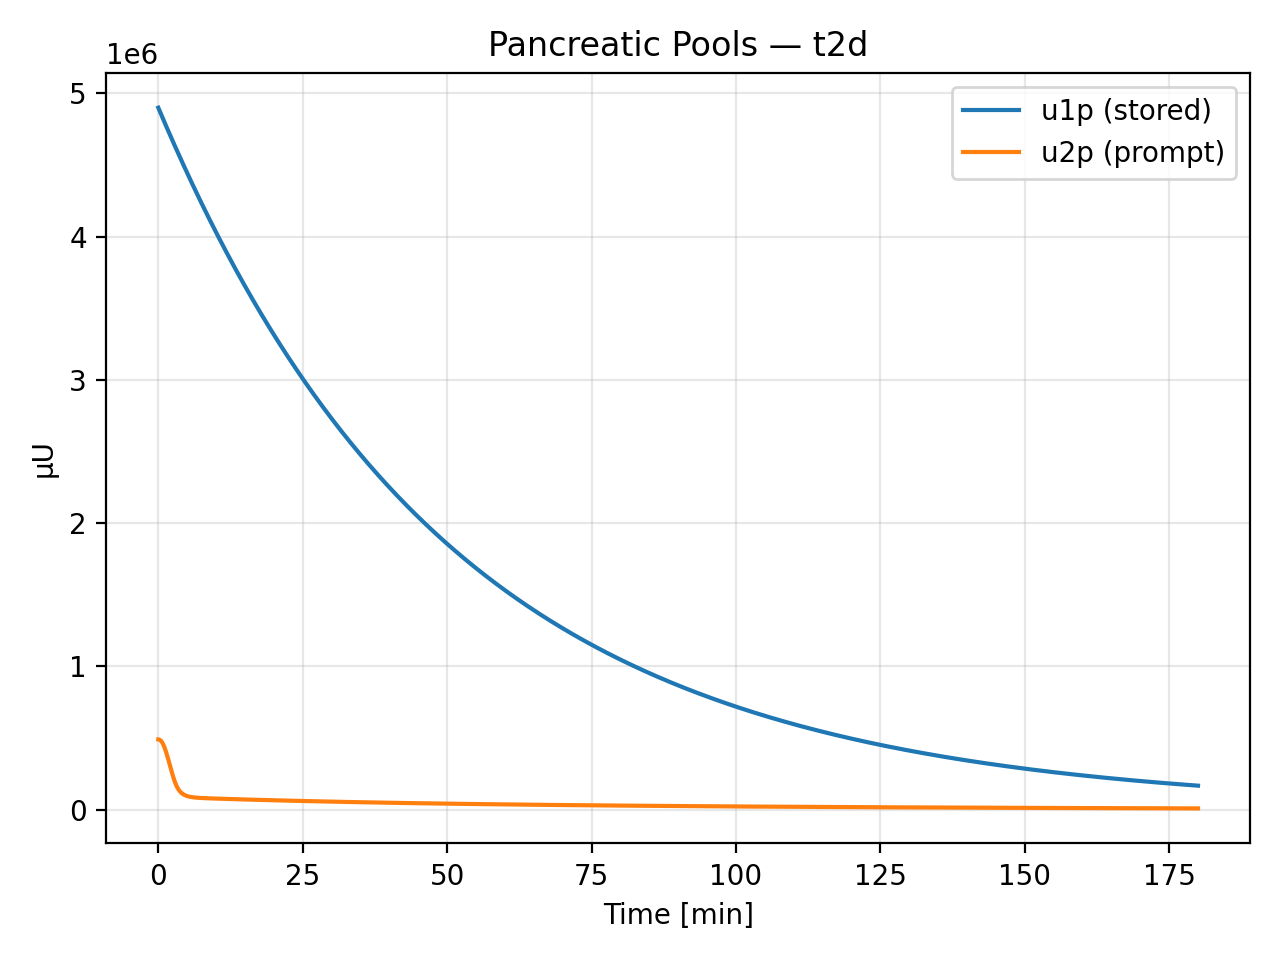 Pancreatic Pools — t2d
1e6
u1p (stored)
u2p (prompt)
5
4
3
2
1
0
µU
0 25 50 75 100 125 150 175
Time [min]